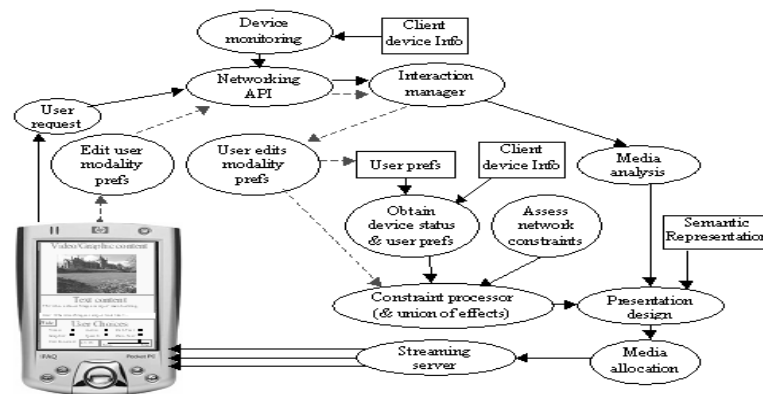 Device
monitoring
Client
device Info
Networking
API
Interaction
manager
User
request
Edit user
modality
prefs
User edits
modality
prefs
User prefs
Client
device Info
Media
analysis
Obtain
device status
& user prefs
Assess
network
constraints
Semantic
Representation
Constraint processor
(& union of effects)
Presentation
design
Streaming
server
Media
allocation
Video/Graphic content
Text content
User Choices
iPAQ
Pocket PC